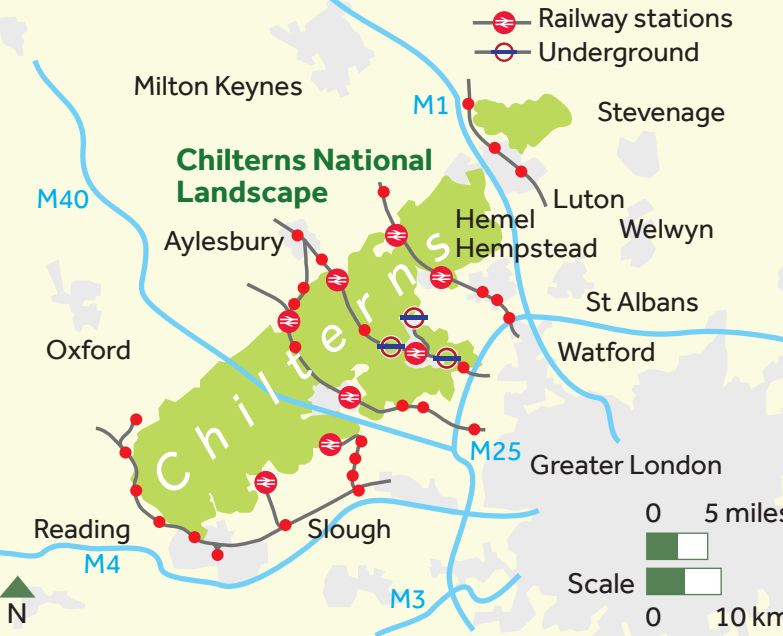 Railway stations
Underground
Milton Keynes
M1
Stevenage
Chilterns National
Landscape
M40
Luton
Hemel
Hempstead
Welwyn
Aylesbury
St Albans
Oxford
Watford
Chilterns
M25
Greater London
Reading
Slough
M4
M3
0 5 miles
Scale
0 10 km
N